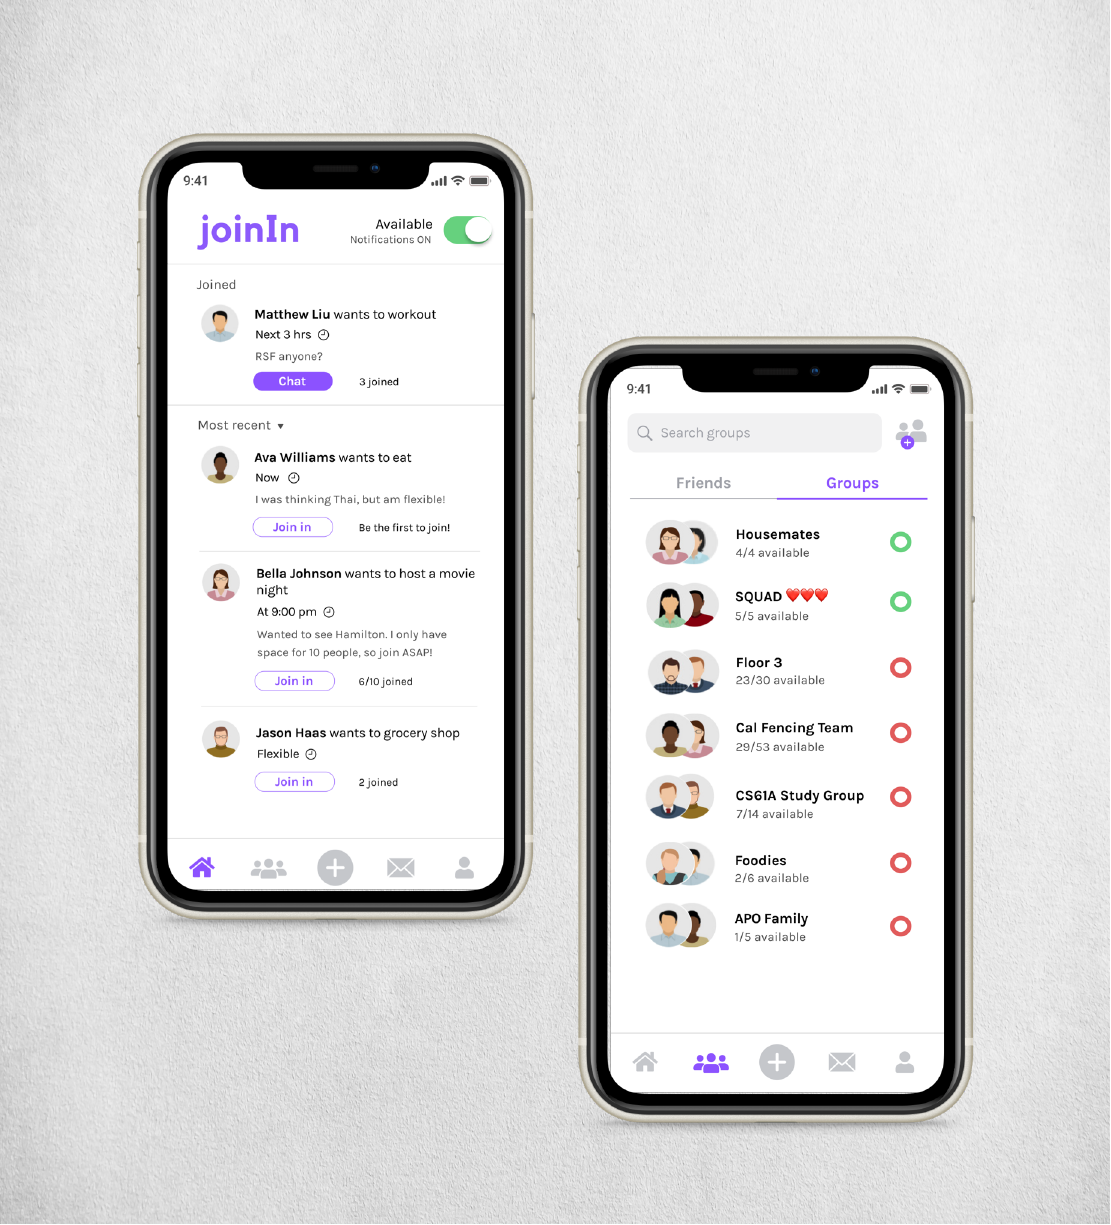 9:41
joinIn
Available
Notifications ON
Joined
Matthew Liu wants to workout
Next 3 hrs
RSF anyone?
Chat
3 joined
Most recent ▼
Ava Williams wants to eat
Now
I was thinking Thai, but am flexible!
Join in
Be the first to join!
Bella Johnson wants to host a movie
night
At 9:00 pm
Wanted to see Hamilton. I only have
space for 10 people, so join ASAP!
Join in
6/10 joined
Jason Haas wants to grocery shop
Flexible
Join in
2 joined
9:41
Search groups
Friends
Groups
Housemates
4/4 available
SQUAD ❤️❤️❤️
5/5 available
Floor 3
23/30 available
Cal Fencing Team
29/53 available
CS61A Study Group
7/14 available
Foodies
2/6 available
APO Family
1/5 available